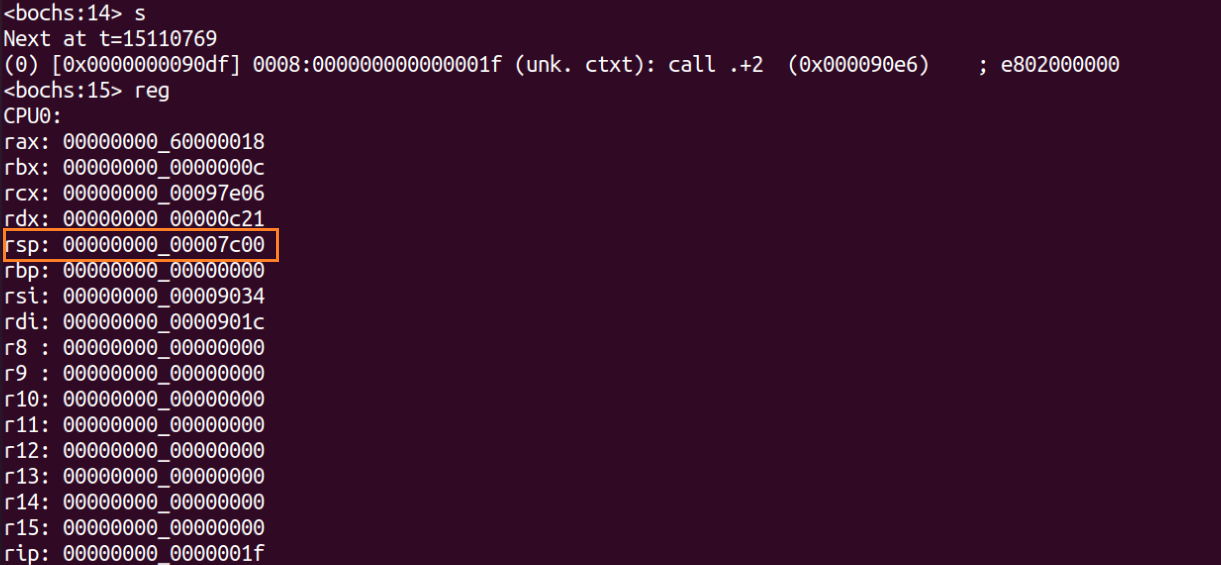 <bochs:14> s
Next at t=15110769
(0) [0x0000000090df] 0008:000000000000001f (unk. ctxt): call .+2  (0x000090e6)    ; e802000000
<bochs:15> reg
CPU0:
rax: 00000000_60000018
rbx: 00000000_0000000c
rcx: 00000000_00097e06
rdx: 00000000_00000c21
rsp: 00000000_00007c00
rbp: 00000000_00000000
rsi: 00000000_00009034
rdi: 00000000_0000901c
r8 : 00000000_00000000
r9 : 00000000_00000000
r10: 00000000_00000000
r11: 00000000_00000000
r12: 00000000_00000000
r13: 00000000_00000000
r14: 00000000_00000000
r15: 00000000_00000000
rip: 00000000_0000001f